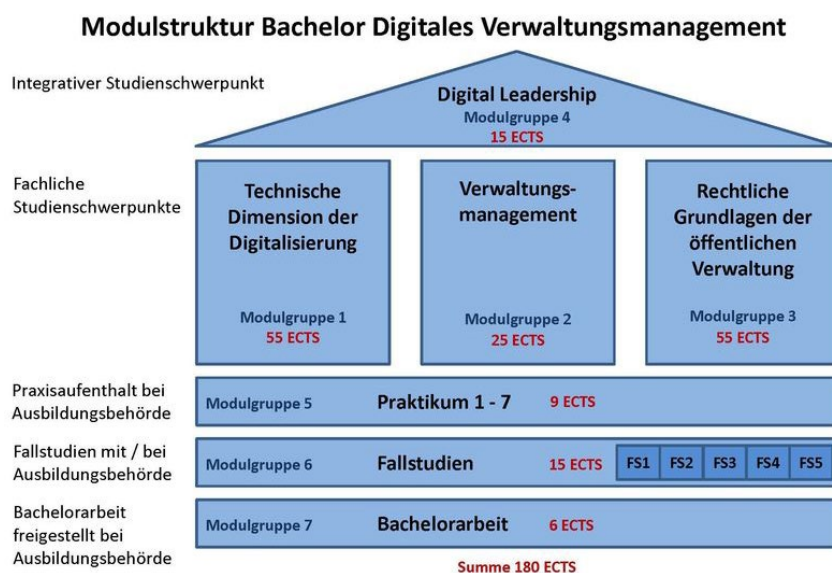 Modulstruktur Bachelor Digitales Verwaltungsmanagement
Integrativer Studienschwerpunkt
Digital Leadership
Modulgruppe 4
15 ECTS
Fachliche
Studienschwerpunkte
Technische
Dimension der
Digitalisierung
Modulgruppe 1
55 ECTS
Verwaltungs-
management
Modulgruppe 2
25 ECTS
Rechtliche
Grundlagen der
öffentlichen
Verwaltung
Modulgruppe 3
55 ECTS
Praxisaufenthalt bei
Ausbildungsbehörde
Modulgruppe 5 Praktikum 1 - 7 9 ECTS
Fallstudien mit / bei
Ausbildungsbehörde
Modulgruppe 6 Fallstudien 15 ECTS FS1 FS2 FS3 FS4 FS5
Bachelorarbeit
freigestellt bei
Ausbildungsbehörde
Modulgruppe 7 Bachelorarbeit 6 ECTS
Summe 180 ECTS